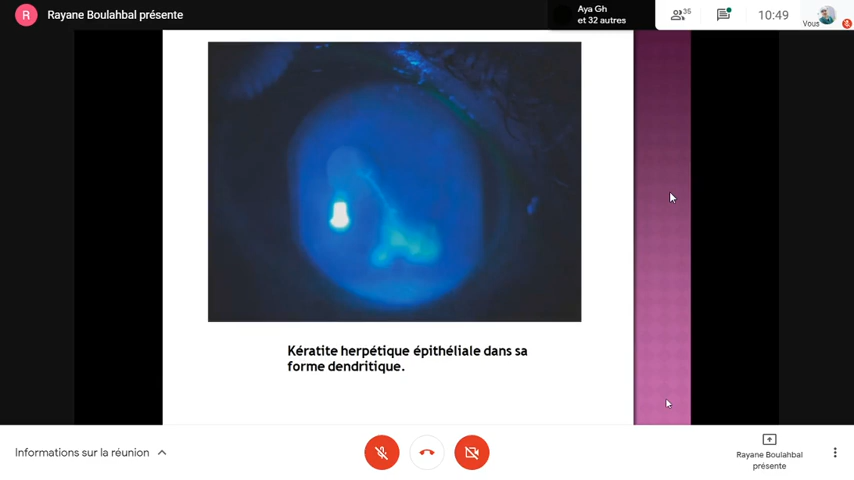 R
Rayane Boulahbal présente
Aya Gh
et 32 autres
35
10:49
Vous
Kératite herpétique épithéliale dans sa
forme dendritique.
Informations sur la réunion
Rayane Boulahbal
présente